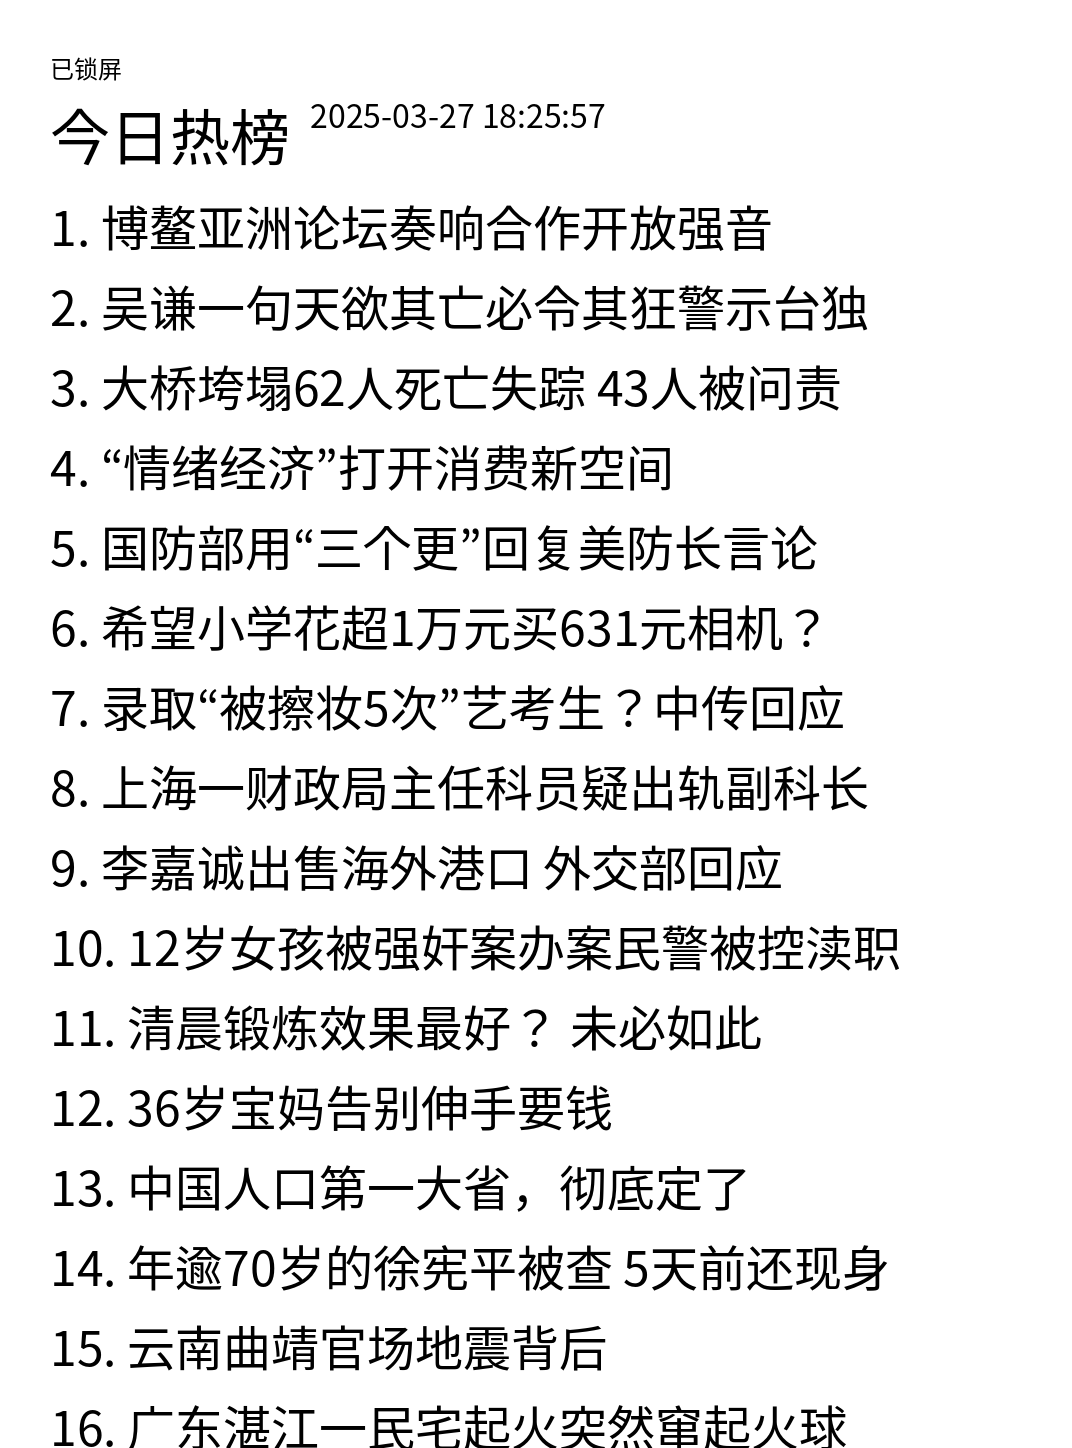 已锁屏
今日热榜 2025-03-27 18:25:57
1. 博鳌亚洲论坛奏响合作开放强音
2. 吴谦一句天欲其亡必令其狂警示台独
3. 大桥垮塌62人死亡失踪 43人被问责
4. “情绪经济”打开消费新空间
5. 国防部用“三个更”回复美防长言论
6. 希望小学花超1万元买631元相机？
7. 录取“被擦妆5次”艺考生？中传回应
8. 上海一财政局主任科员疑出轨副科长
9. 李嘉诚出售海外港口 外交部回应
10. 12岁女孩被强奸案办案民警被控渎职
11. 清晨锻炼效果最好？ 未必如此
12. 36岁宝妈告别伸手要钱
13. 中国人口第一大省，彻底定了
14. 年逾70岁的徐宪平被查 5天前还现身
15. 云南曲靖官场地震背后
16. 广东湛江一民宅起火突然窜起火球